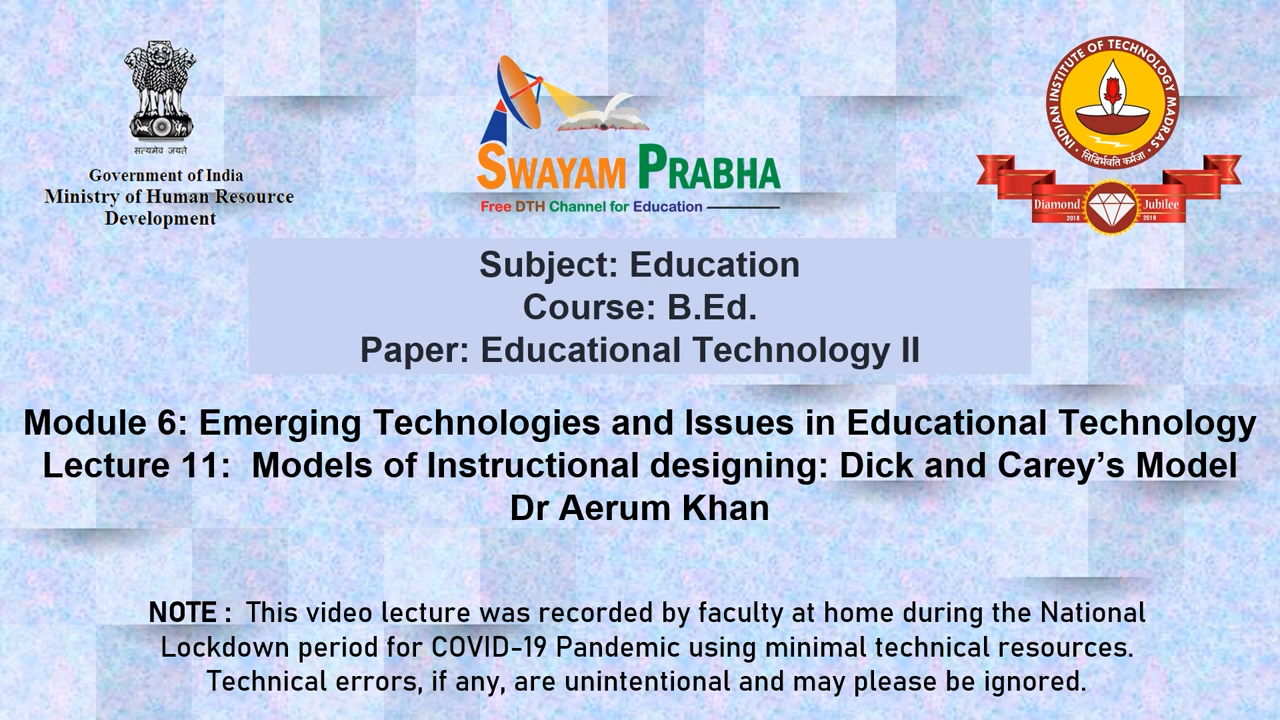 सत्यमेव जयते
Government of India
Ministry of Human Resource
Development
SWAYAM PRABHA
Free DTH Channel for Education
INDIAN INSTITUTE OF TECHNOLOGY MADRAS
सिद्धिर्भवति कर्मजा
Diamond Jubilee
2018 2019
Subject: Education
Course: B.Ed.
Paper: Educational Technology II
Module 6: Emerging Technologies and Issues in Educational Technology
Lecture 11:  Models of Instructional designing: Dick and Carey’s Model
Dr Aerum Khan
NOTE :  This video lecture was recorded by faculty at home during the National
Lockdown period for COVID-19 Pandemic using minimal technical resources.
Technical errors, if any, are unintentional and may please be ignored.